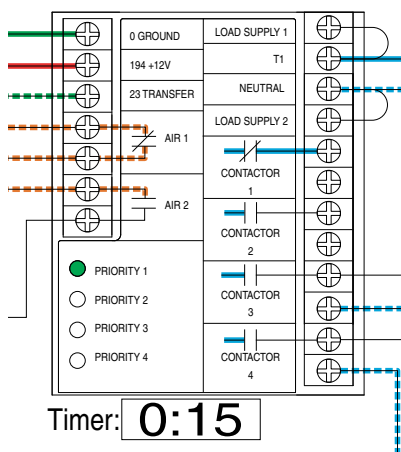 0 GROUND
194 +12V
23 TRANSFER
AIR 1
AIR 2
LOAD SUPPLY 1
T1
NEUTRAL
LOAD SUPPLY 2
CONTACTOR
1
CONTACTOR
2
CONTACTOR
3
CONTACTOR
4
PRIORITY 1
PRIORITY 2
PRIORITY 3
PRIORITY 4
Timer: 0:15